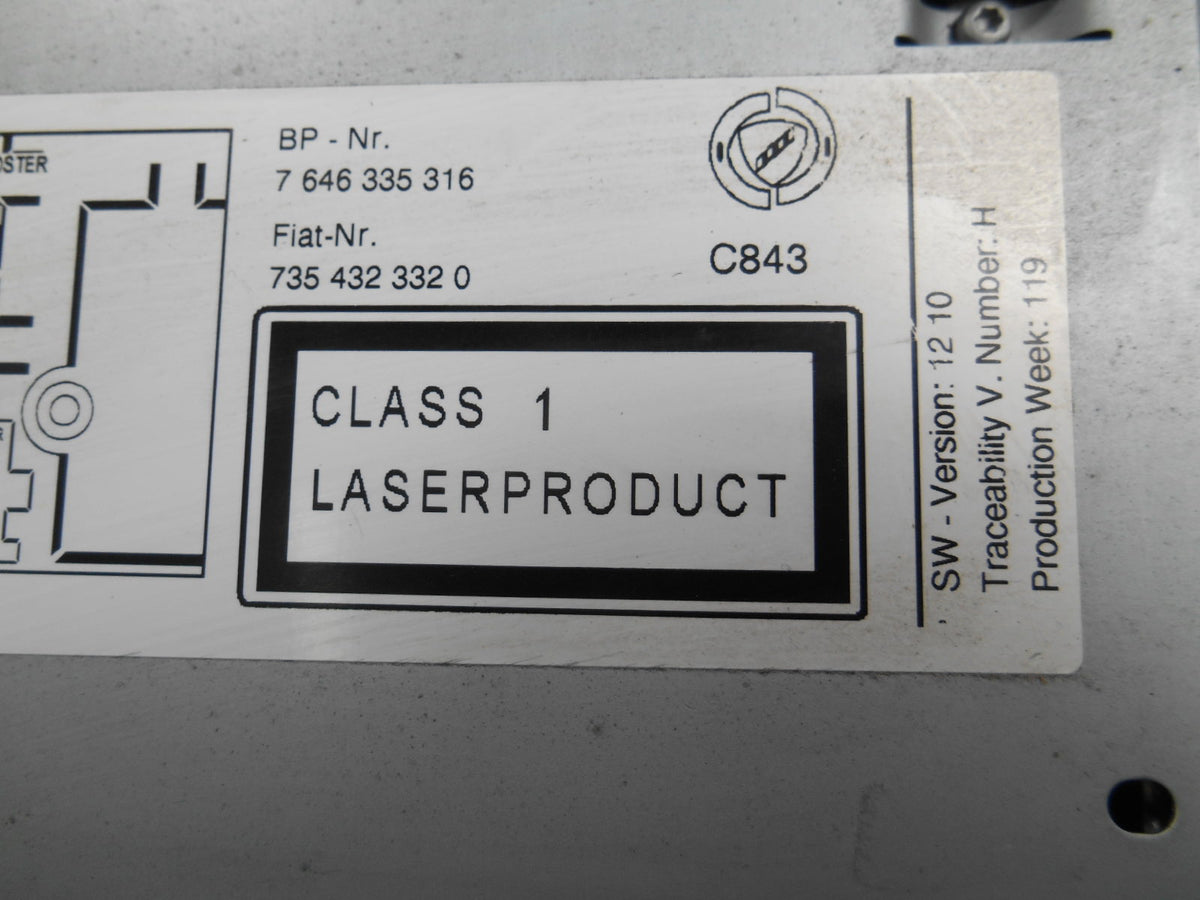 BP - Nr.
7 646 335 316
Fiat-Nr.
735 432 332 0
C843
CLASS 1
LASERPRODUCT
SW - Version: 12 10
Traceability V. Number: H
Production Week: 119